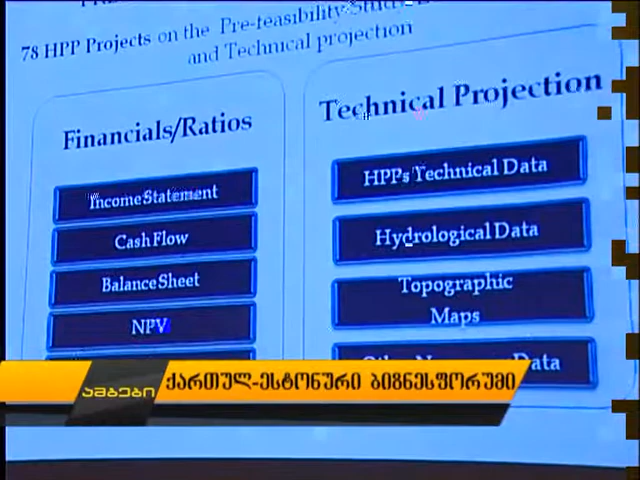 78 HPP Projects on the Pre-teasibility
and Technical projection
Financials/Ratios
Income Statement
Cash Flow
Balance Sheet
NPV
Technical Projection
HPPs Technical Data
Hydrological Data
Topographic
Maps
Data
ამბები
ქართულ-ესტონური ბიზნესფორუმი